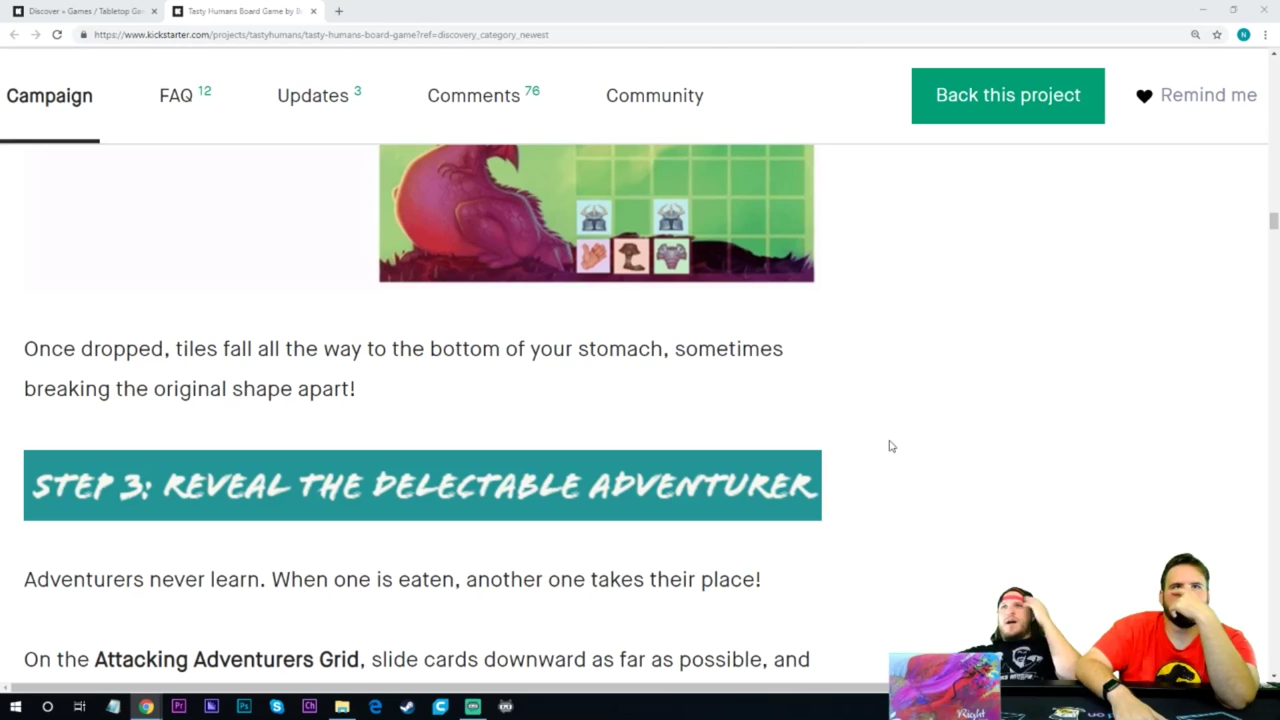 Discover » Games / Tabletop Ga
Tasty Humans Board Game by B
https://www.kickstarter.com/projects/tastyhumans/tasty-humans-board-game?ref=discovery_category_newest
N
Campaign
FAQ 12
Updates 3
Comments 76
Community
Back this project
Remind me
Once dropped, tiles fall all the way to the bottom of your stomach, sometimes
breaking the original shape apart!
STEP 3: REVEAL THE DELECTABLE ADVENTURER
Adventurers never learn. When one is eaten, another one takes their place!
On the Attacking Adventurers Grid, slide cards downward as far as possible, and
Pr
Ps
Ch
Right